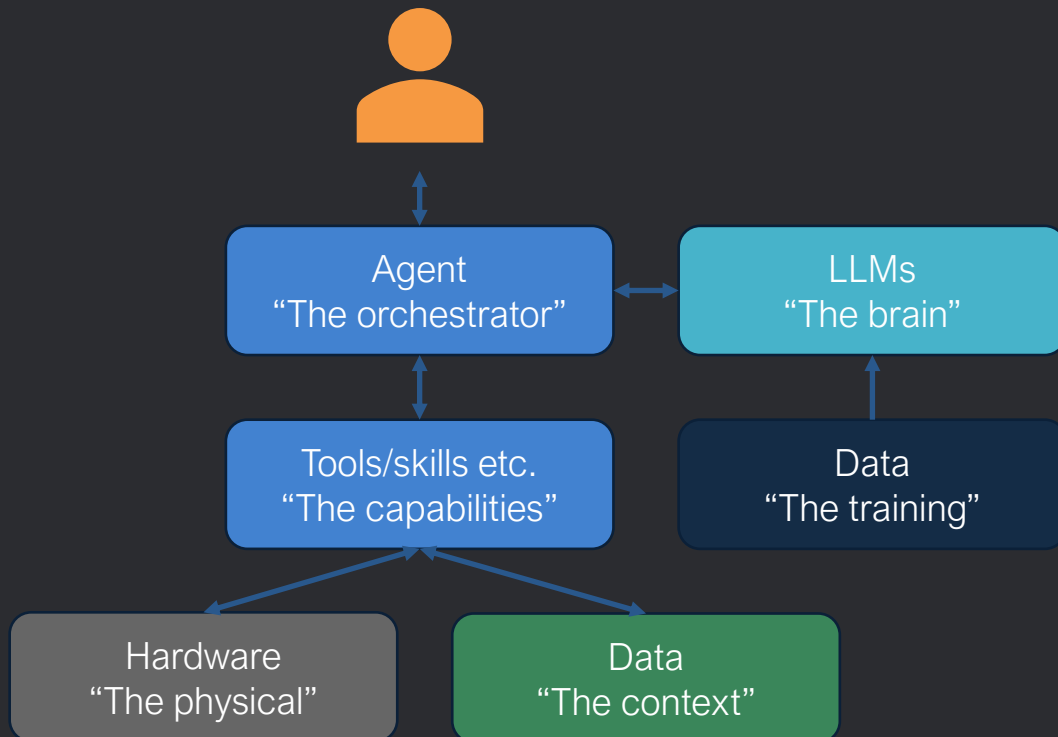 Agent
“The orchestrator”
LLMs
“The brain”
Tools/skills etc.
“The capabilities”
Data
“The training”
Hardware
“The physical”
Data
“The context”